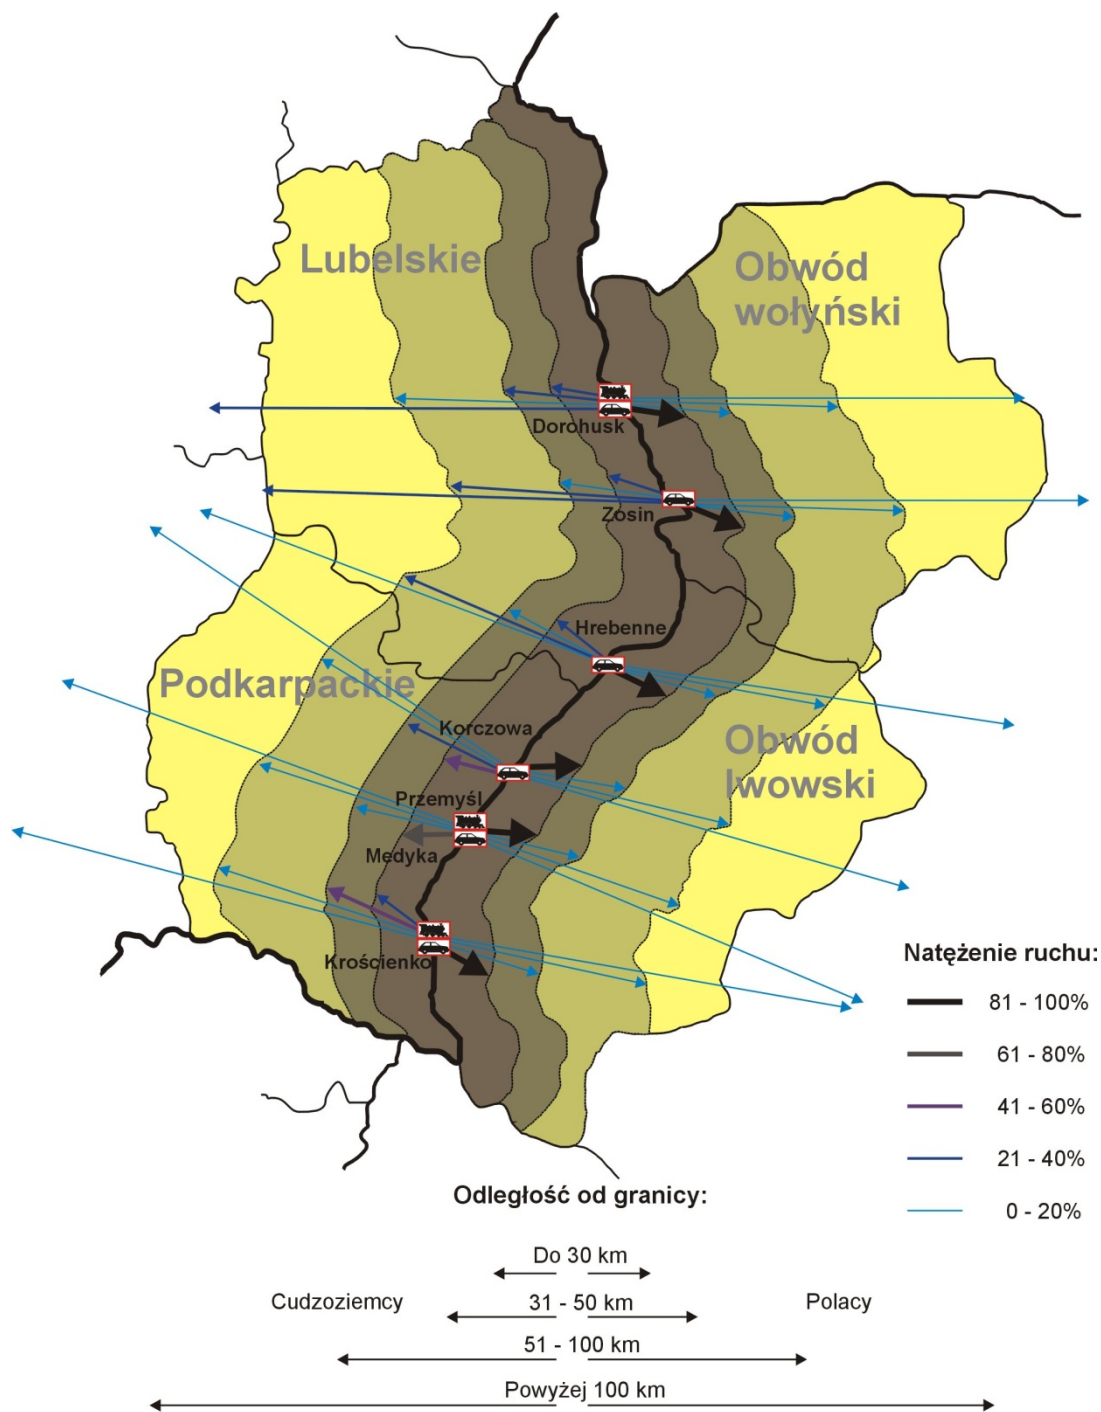 Lubelskie
Obwód
wołyński
Dorohusk
Zosin
Hrebenne
Podkarpackie
Korczowa
Obwód
lwowski
Przemyśl
Medyka
Krościenko
Natężenie ruchu:
81 - 100%
61 - 80%
41 - 60%
21 - 40%
0 - 20%
Odległość od granicy:
Do 30 km
Cudzoziemcy
31 - 50 km
Polacy
51 - 100 km
Powyżej 100 km